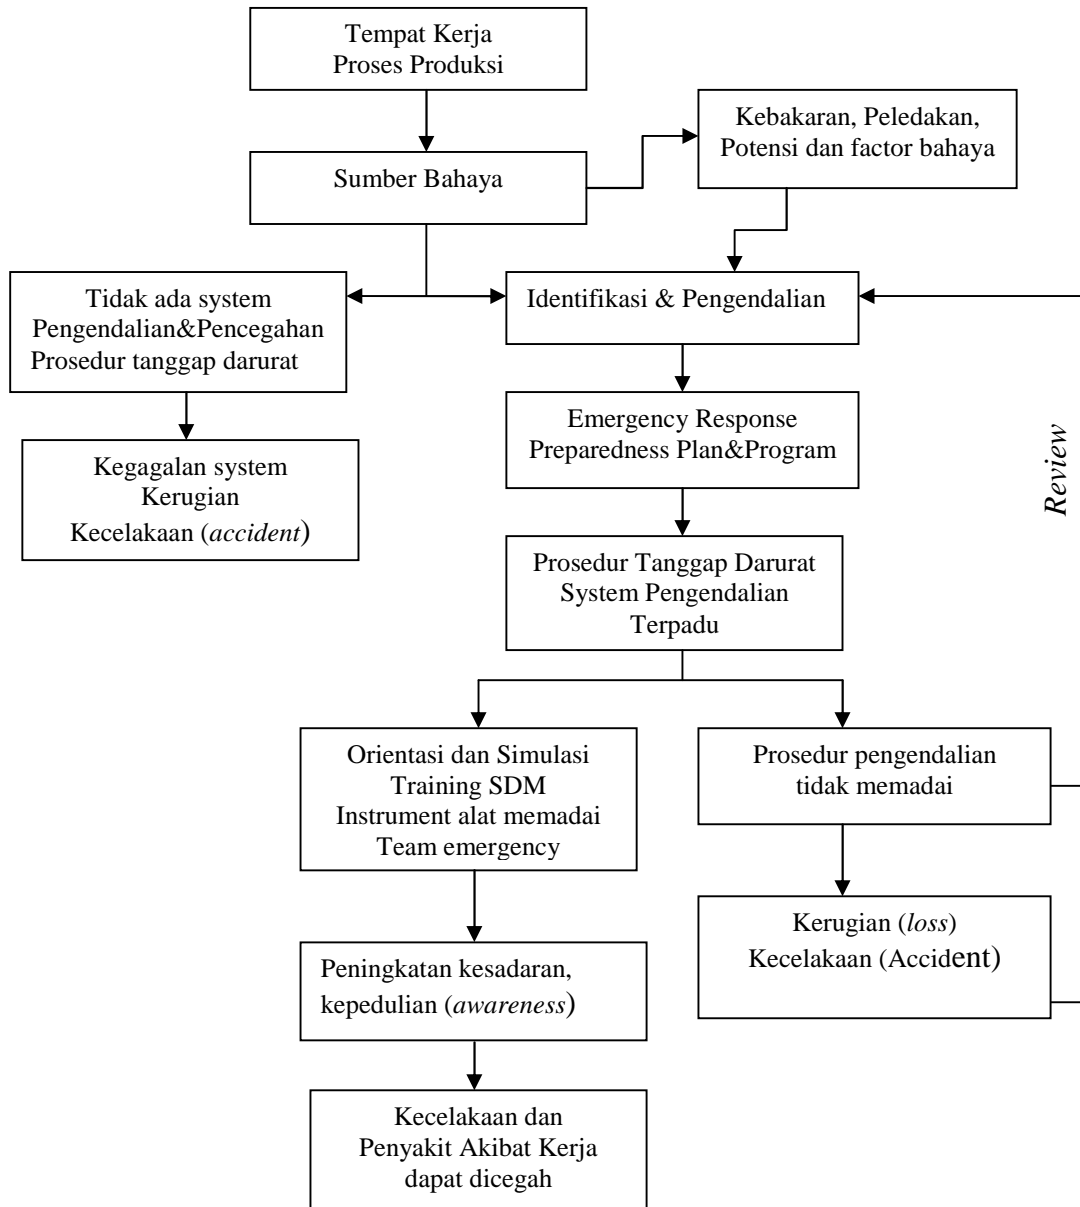 Tempat Kerja
Proses Produksi
Kebakaran, Peledakan,
Potensi dan factor bahaya
Sumber Bahaya
Tidak ada system
Pengendalian&Pencegahan
Prosedur tanggap darurat
Identifikasi & Pengendalian
Kegagalan system
Kerugian
Kecelakaan (accident)
Emergency Response
Preparedness Plan&Program
Review
Prosedur Tanggap Darurat
System Pengendalian
Terpadu
Orientasi dan Simulasi
Training SDM
Instrument alat memadai
Team emergency
Prosedur pengendalian
tidak memadai
Kerugian (loss)
Kecelakaan (Accident)
Peningkatan kesadaran,
kepedulian (awareness)
Kecelakaan dan
Penyakit Akibat Kerja
dapat dicegah